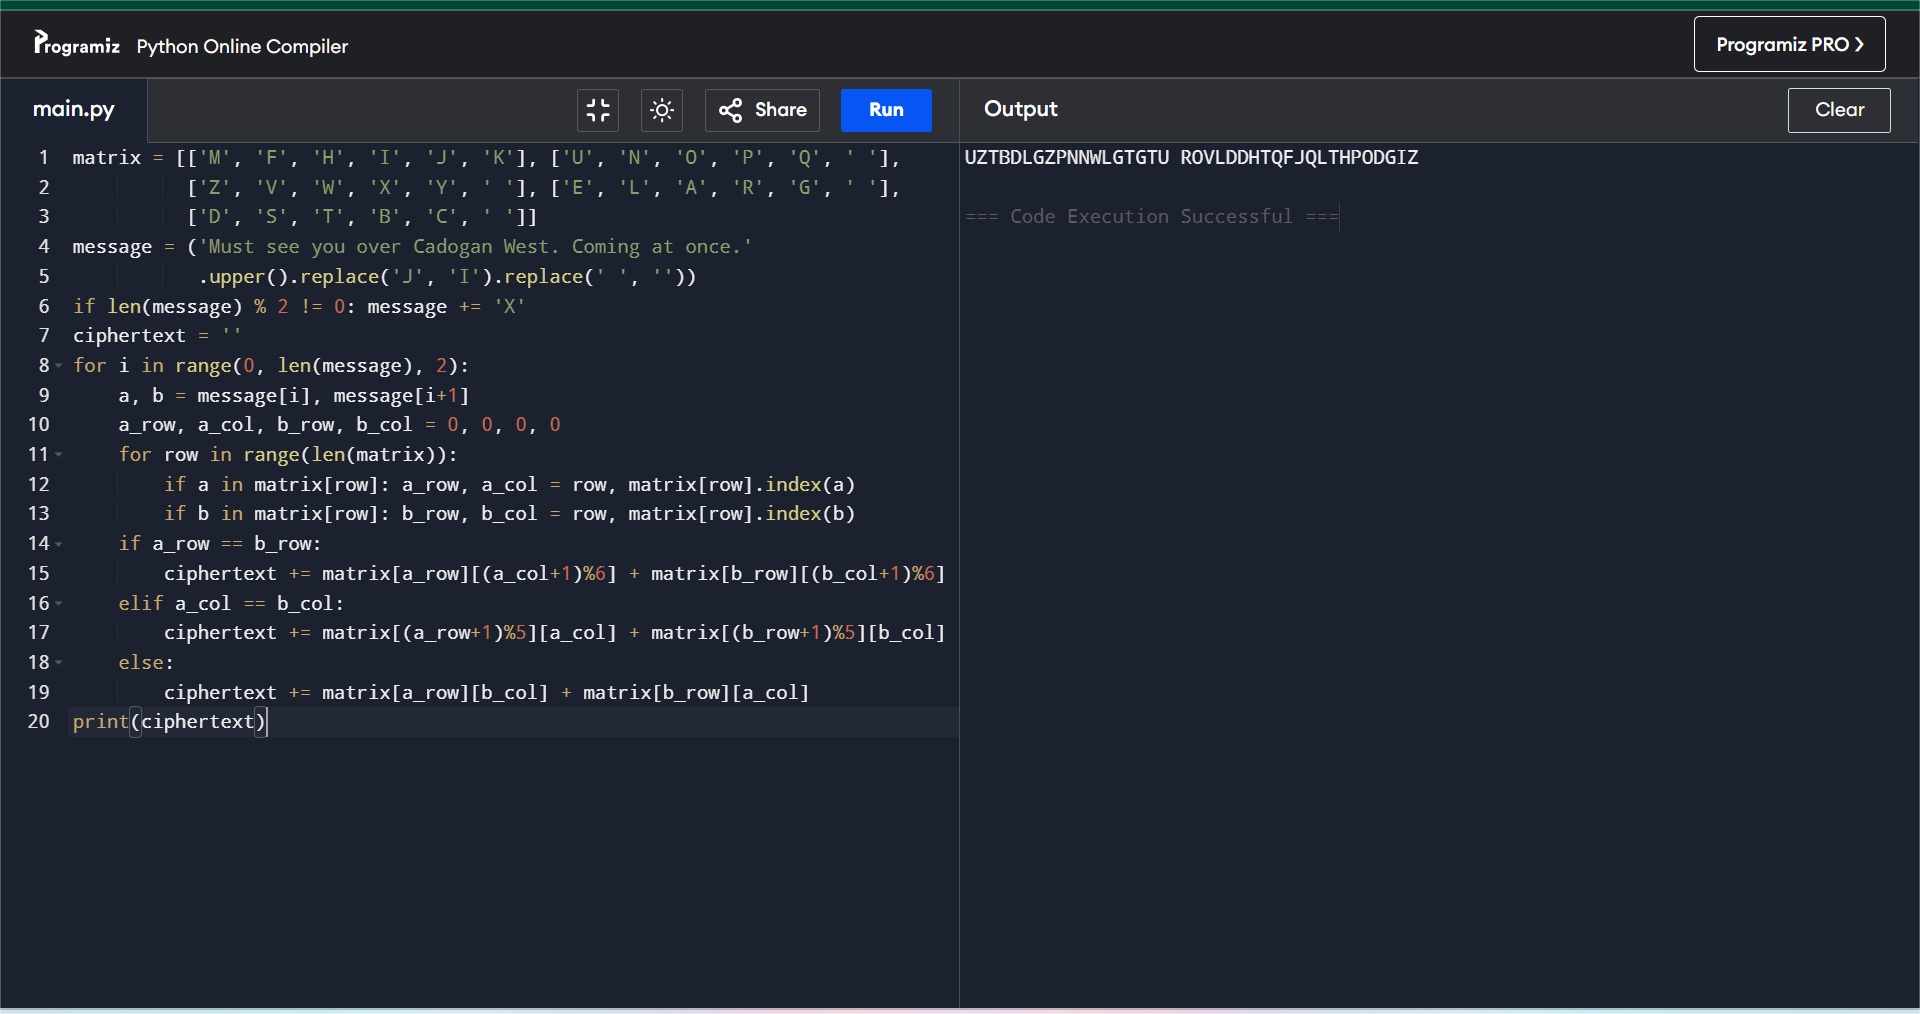 Programiz Python Online Compiler
Programiz PRO ❯
main.py
Share
Run
Output
Clear
1 matrix = [['M', 'F', 'H', 'I', 'J', 'K'], ['U', 'N', 'O', 'P', 'Q', ' '],
2           ['Z', 'V', 'W', 'X', 'Y', ' '], ['E', 'L', 'A', 'R', 'G', ' '],
3           ['D', 'S', 'T', 'B', 'C', ' ']]
4 message = ('Must see you over Cadogan West. Coming at once.'
5            .upper().replace('J', 'I').replace(' ', ''))
6 if len(message) % 2 != 0: message += 'X'
7 ciphertext = ''
8 for i in range(0, len(message), 2):
9     a, b = message[i], message[i+1]
10     a_row, a_col, b_row, b_col = 0, 0, 0, 0
11     for row in range(len(matrix)):
12         if a in matrix[row]: a_row, a_col = row, matrix[row].index(a)
13         if b in matrix[row]: b_row, b_col = row, matrix[row].index(b)
14     if a_row == b_row:
15         ciphertext += matrix[a_row][(a_col+1)%6] + matrix[b_row][(b_col+1)%6]
16     elif a_col == b_col:
17         ciphertext += matrix[(a_row+1)%5][a_col] + matrix[(b_row+1)%5][b_col]
18     else:
19         ciphertext += matrix[a_row][b_col] + matrix[b_row][a_col]
20 print(ciphertext)
UZTBDLGZPNNWLGTGTU ROVLDDHTQFJQLTHPODGIZ
=== Code Execution Successful ===